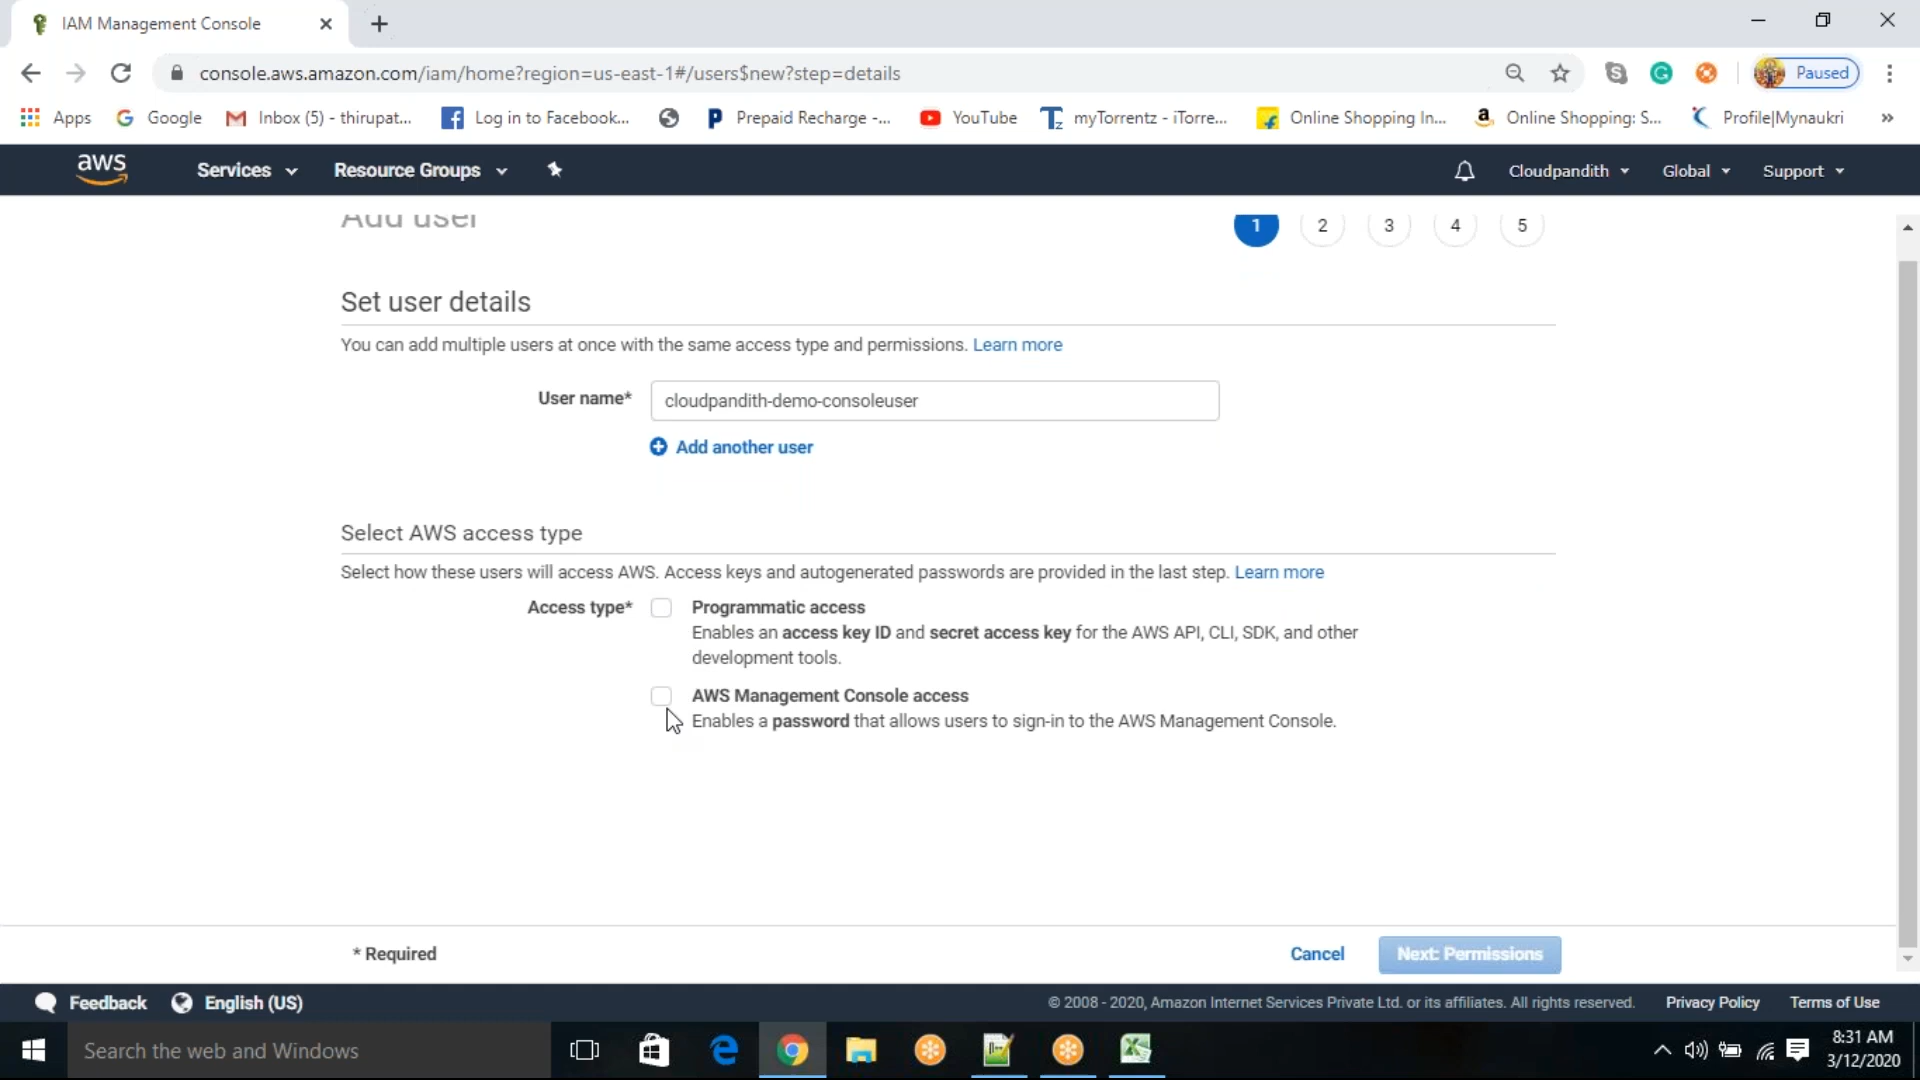 IAM Management Console
console.aws.amazon.com/iam/home?region=us-east-1#/users$new?step=details
Paused
Apps
Google
Inbox (5) - thirupat...
Log in to Facebook...
Prepaid Recharge -...
YouTube
myTorrentz - iTorre...
Online Shopping In...
Online Shopping: S...
Profile|Mynaukri
»
aws
Services
Resource Groups
Cloudpandith
Global
Support
Add user
1
2
3
4
5
Set user details
You can add multiple users at once with the same access type and permissions. Learn more
User name*
cloudpandith-demo-consoleuser
Add another user
Select AWS access type
Select how these users will access AWS. Access keys and autogenerated passwords are provided in the last step. Learn more
Access type*
Programmatic access
Enables an access key ID and secret access key for the AWS API, CLI, SDK, and other
development tools.
AWS Management Console access
Enables a password that allows users to sign-in to the AWS Management Console.
* Required
Cancel
Next: Permissions
Feedback
English (US)
© 2008 - 2020, Amazon Internet Services Private Ltd. or its affiliates. All rights reserved.
Privacy Policy
Terms of Use
Search the web and Windows
8:31 AM
3/12/2020